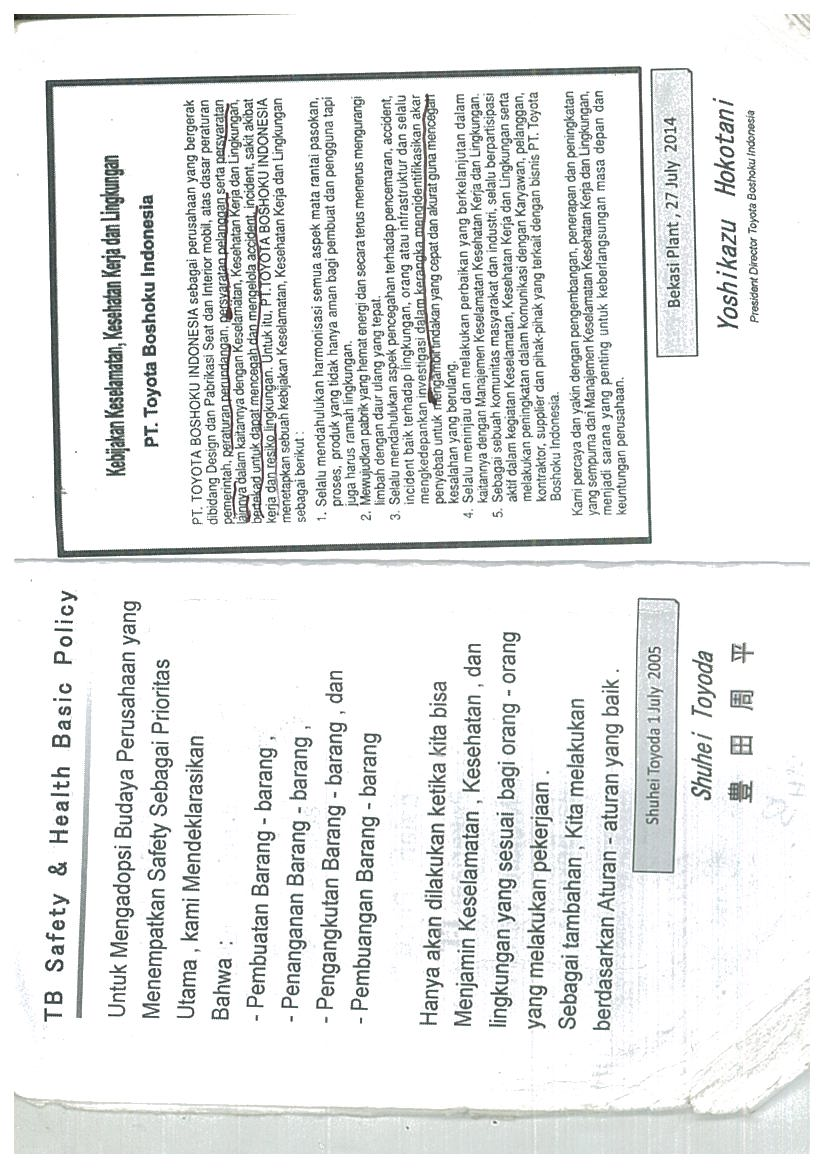 TB Safety & Health Basic Policy
Untuk Mengadopsi Budaya Perusahaan yang
Menempatkan Safety Sebagai Prioritas
Utama , kami Mendeklarasikan
Bahwa :
- Pembuatan Barang - barang ,
- Penanganan Barang - barang ,
- Pengangkutan Barang - barang , dan
- Pembuangan Barang - barang
Hanya akan dilakukan ketika kita bisa
Menjamin Keselamatan , Kesehatan , dan
lingkungan yang sesuai bagi orang - orang
yang melakukan pekerjaan .
Sebagai tambahan , Kita melakukan
berdasarkan Aturan - aturan yang baik .
Shuhei Toyoda 1 July 2005
Shuhei Toyoda
豊田周平
Kebijakan Keselamatan, Kesehatan Kerja dan Lingkungan
PT. Toyota Boshoku Indonesia
PT. TOYOTA BOSHOKU INDONESIA sebagai perusahaan yang bergerak
dibidang Design dan Pabrikasi Seat dan Interior mobil, atas dasar peraturan
pemerintah, peraturan perundangan, persyaratan pelanggan serta persyaratan
lainnya dalam kaitannya dengan Keselamatan, Kesehatan Kerja dan Lingkungan,
bertekad untuk dapat mencegah dan mengelola accident, incident, sakit akibat
kerja dan resiko lingkungan. Untuk itu, PT.TOYOTA BOSHOKU INDONESIA
menetapkan sebuah kebijakan Keselamatan, Kesehatan Kerja dan Lingkungan
sebagai berikut :
1. Selalu mendahulukan harmonisasi semua aspek mata rantai pasokan,
proses, produk yang tidak hanya aman bagi pembuat dan pengguna tapi
juga harus ramah lingkungan.
2. Mewujudkan pabrik yang hemat energi dan secara terus menerus mengurangi
limbah dengan daur ulang yang tepat.
3. Selalu mendahulukan aspek pencegahan terhadap pencemaran, accident,
incident baik terhadap lingkungan, orang atau infrastruktur dan selalu
mengkedepankan investigasi dalam kerangka mengidentifikasikan akar
penyebab untuk mengambil tindakan yang cepat dan akurat guna mencegah
kesalahan yang berulang.
4. Selalu meninjau dan melakukan perbaikan yang berkelanjutan dalam
kaitannya dengan Manajemen Keselamatan Kesehatan Kerja dan Lingkungan.
5. Sebagai sebuah komunitas masyarakat dan industri, selalu berpartisipasi
aktif dalam kegiatan Keselamatan, Kesehatan Kerja dan Lingkungan serta
melakukan peningkatan dalam komunikasi dengan Karyawan, pelanggan,
kontraktor, supplier dan pihak-pihak yang terkait dengan bisnis PT. Toyota
Boshoku Indonesia.
Kami percaya dan yakin dengan pengembangan, penerapan dan peningkatan
yang sempurna dari Manajemen Keselamatan Kesehatan Kerja dan Lingkungan,
menjadi sarana yang penting untuk keberlangsungan masa depan dan
keuntungan perusahaan.
Bekasi Plant , 27 July 2014
Yoshikazu Hokotani
President Director Toyota Boshoku Indonesia